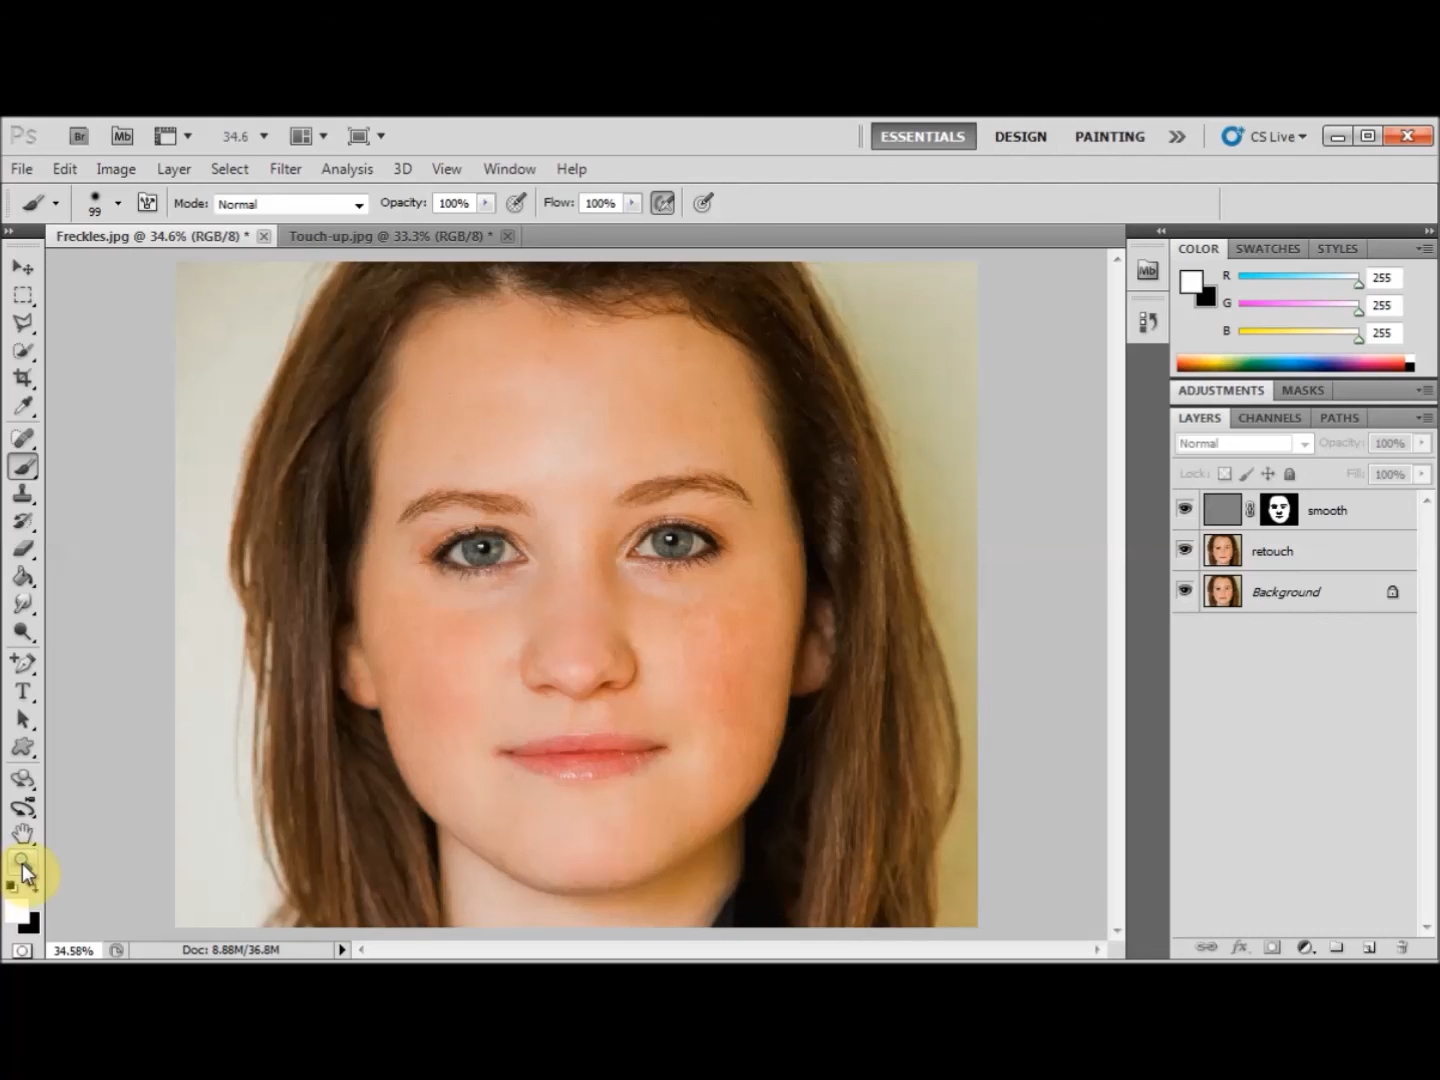 Ps Br Mb 34.6 ESSENTIALS DESIGN PAINTING CS Live
File Edit Image Layer Select Filter Analysis 3D View Window Help
99 Mode: Normal Opacity: 100% Flow: 100%
Freckles.jpg @ 34.6% (RGB/8) * Touch-up.jpg @ 33.3% (RGB/8) *
COLOR SWATCHES STYLES
Mb
R 255
G 255
B 255
ADJUSTMENTS MASKS
LAYERS CHANNELS PATHS
Normal Opacity: 100%
Lock: Fill: 100%
smooth
retouch
Background
T
fx
34.58% Doc: 8.88M/36.8M